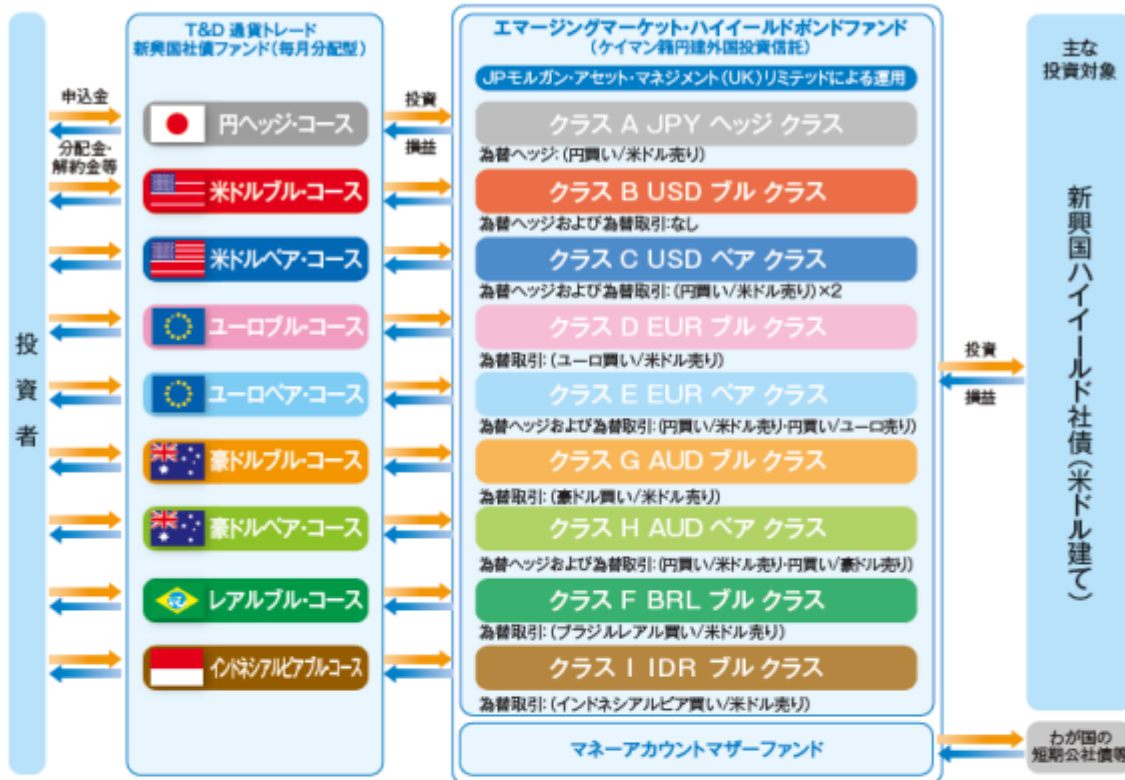 T&D 通貨トレード
新興国社債ファンド(毎月分配型)
エマージングマーケット・ハイイールドボンドファンド
(ケイマン籍円建外国投資信託)
JPモルガン・アセット・マネジメント(UK)リミテッドによる運用
主な
投資対象
申込金
分配金・
解約金等
投資
損益
円ヘッジ・コース
クラス A JPY ヘッジ クラス
為替ヘッジ:(円買い/米ドル売り)
米ドルブル・コース
クラス B USD ブル クラス
為替ヘッジおよび為替取引:なし
米ドルベア・コース
クラス C USD ベア クラス
為替ヘッジおよび為替取引:(円買い/米ドル売り)×2
ユーロブル・コース
クラス D EUR ブル クラス
為替取引:(ユーロ買い/米ドル売り)
ユーロベア・コース
クラス E EUR ベア クラス
為替ヘッジおよび為替取引:(円買い/米ドル売り・円買い/ユーロ売り)
豪ドルブル・コース
クラス G AUD ブル クラス
為替取引:(豪ドル買い/米ドル売り)
豪ドルベア・コース
クラス H AUD ベア クラス
為替ヘッジおよび為替取引:(円買い/米ドル売り・円買い/豪ドル売り)
レアルブル・コース
クラス F BRL ブル クラス
為替取引:(ブラジルレアル買い/米ドル売り)
インドネシアルピアブル・コース
クラス I IDR ブル クラス
為替取引:(インドネシアルピア買い/米ドル売り)
マネーアカウントマザーファンド
投資者
投資
損益
新興国ハイイールド社債(米ドル建て)
わが国の
短期公社債等